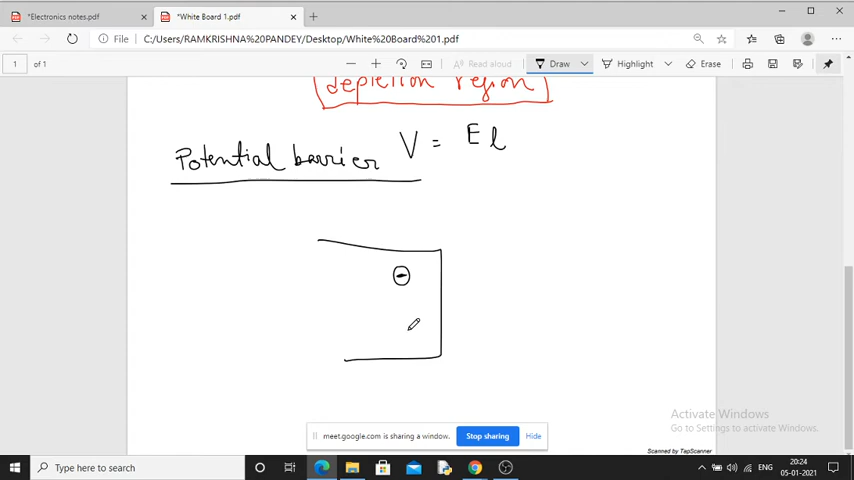 *Electronics notes.pdf
*White Board 1.pdf
File
C:/Users/RAMKRISHNA%20PANDEY/Desktop/White%20Board%201.pdf
1 of 1
Read aloud
Draw
Highlight
Erase
depletion region
Potential barrier V = E l
meet.google.com is sharing a window.
Stop sharing
Hide
Activate Windows
Go to Settings to activate Windows.
Scanned by TapScanner
Type here to search
ENG
20:24
05-01-2021